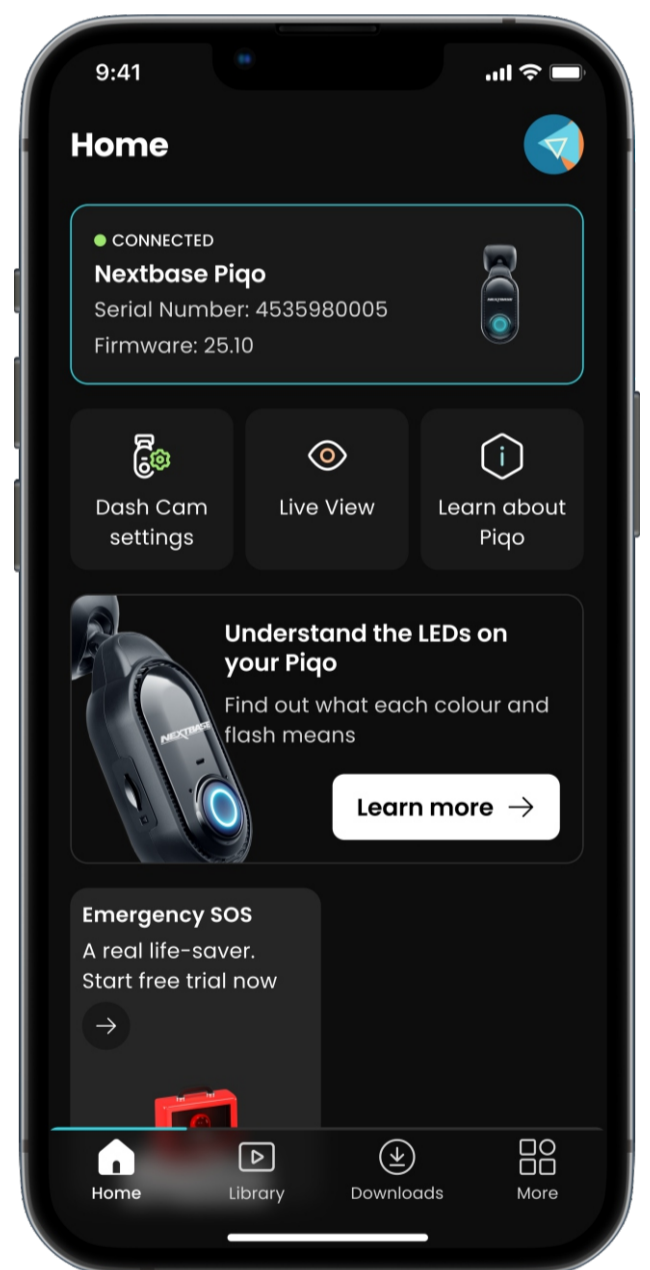 9:41
Home
CONNECTED
Nextbase Piqo
Serial Number: 4535980005
Firmware: 25.10
Dash Cam
settings
Live View
Learn about
Piqo
Understand the LEDs on
your Piqo
Find out what each colour and
flash means
NEXTBASE
Learn more
Emergency SOS
A real life-saver.
Start free trial now
Home
Library
Downloads
More